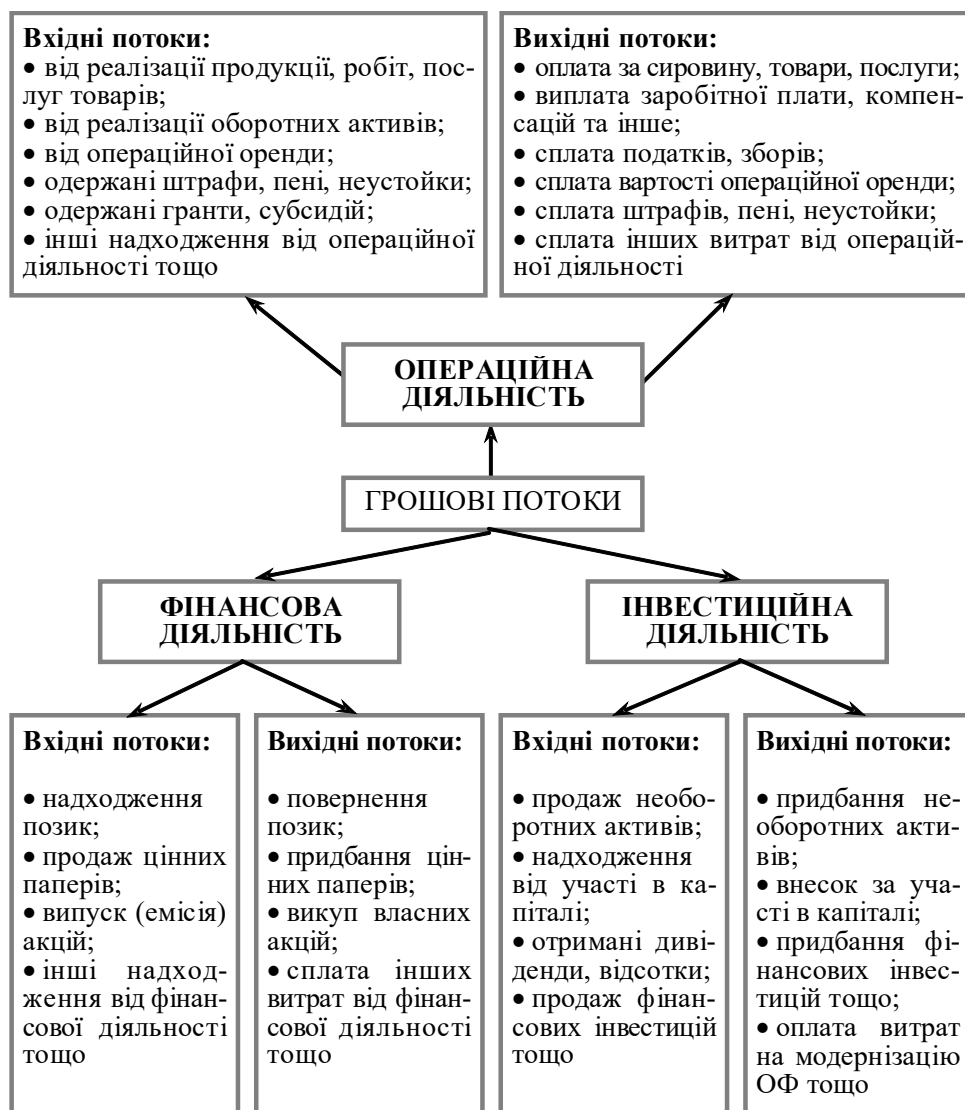 Вхідні потоки:
• від реалізації продукції, робіт, пос-
луг товарів;
• від реалізації оборотних активів;
• від операційної оренди;
• одержані штрафи, пені, неустойки;
• одержані гранти, субсидій;
• інші надходження від операційної
діяльності тощо
Вихідні потоки:
• оплата за сировину, товари, послуги;
• виплата заробітної плати, компен-
сацій та інше;
• сплата податків, зборів;
• сплата вартості операційної оренди;
• сплата штрафів, пені, неустойки;
• сплата інших витрат від операцій-
ної діяльності
ОПЕРАЦІЙНА
ДІЯЛЬНІСТЬ
ГРОШОВІ ПОТОКИ
ФІНАНСОВА
ДІЯЛЬНІСТЬ
ІНВЕСТИЦІЙНА
ДІЯЛЬНІСТЬ
Вхідні потоки:
• надходження
позик;
• продаж цінних
паперів;
• випуск (емісія)
акцій;
• інші надход-
ження від фінан-
сової діяльності
тощо
Вихідні потоки:
• повернення
позик;
• придбання цін-
них паперів;
• викуп власних
акцій;
• сплата інших
витрат від фінан-
сової діяльності
тощо
Вхідні потоки:
• продаж необо-
ротних активів;
• надходження
від участі в ка-
піталі;
• отримані диві-
денди, відсотки;
• продаж фінан-
сових інвестицій
тощо
Вихідні потоки:
• придбання не-
оборотних акти-
вів;
• внесок за уча-
сті в капіталі;
• придбання фі-
нансових інвес-
тицій тощо;
• оплата витрат
на модернізацію
ОФ тощо